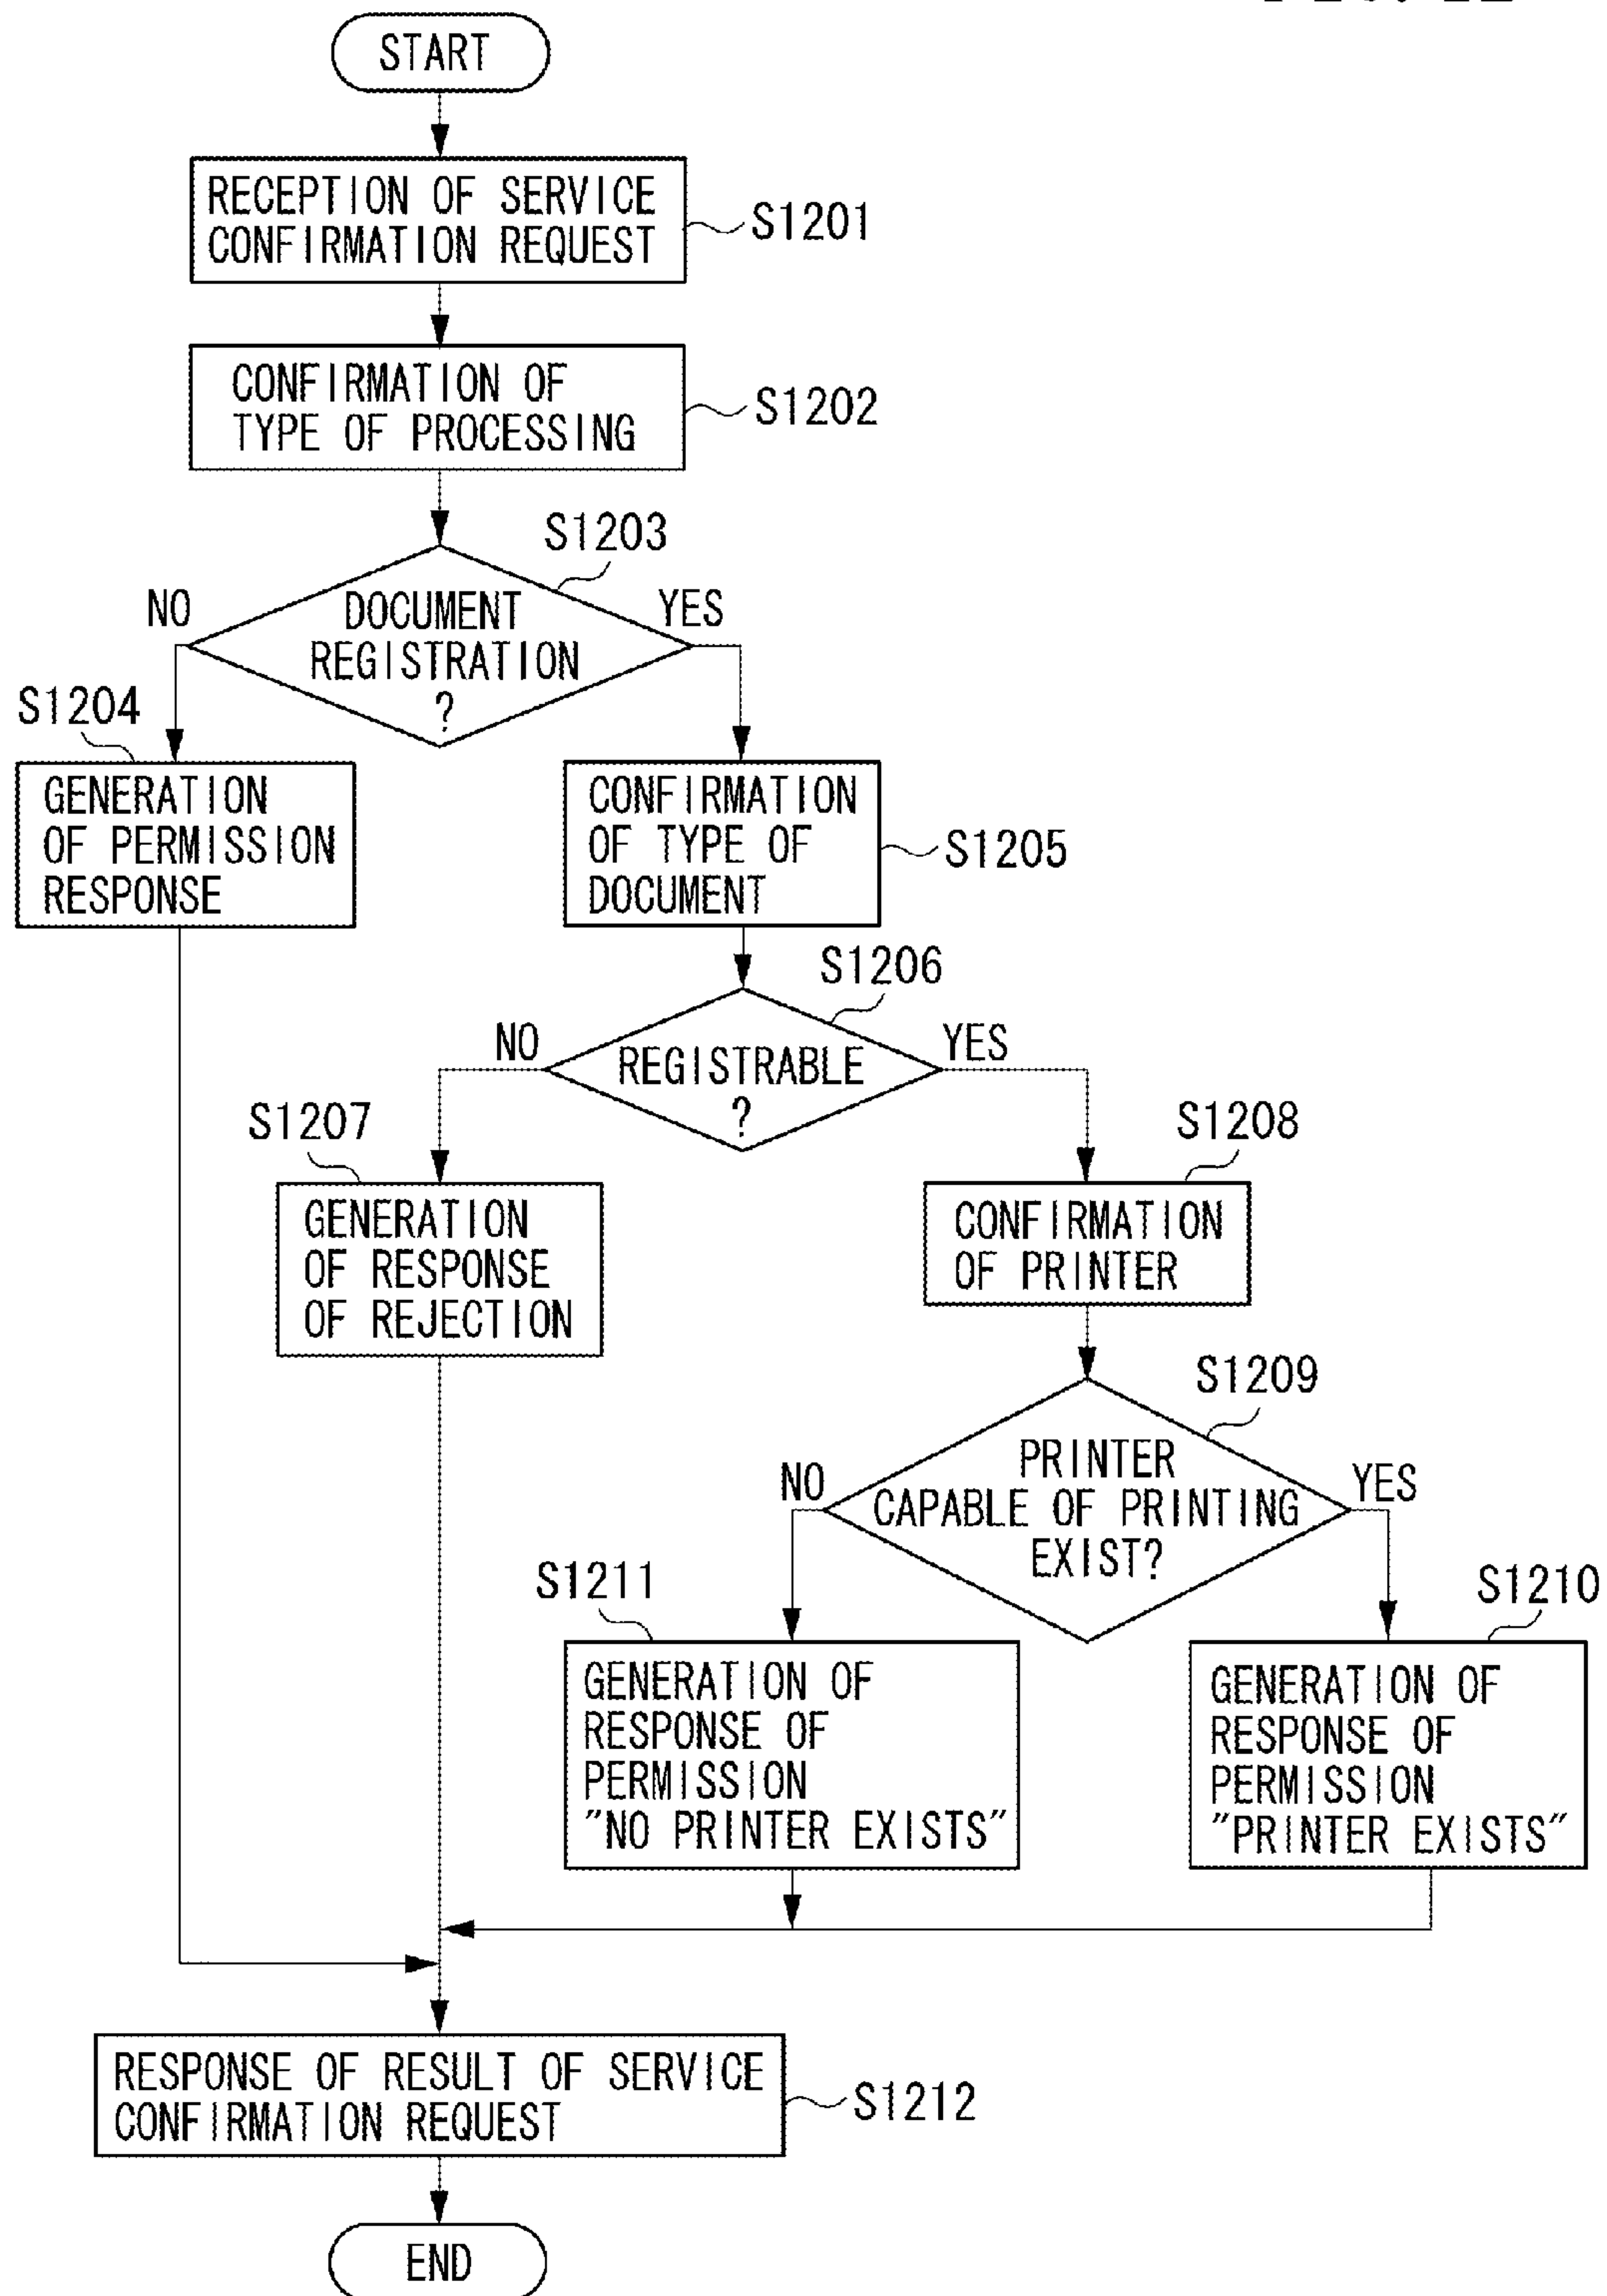 START
RECEPTION OF SERVICE
CONFIRMATION REQUEST
S1201
CONFIRMATION OF
TYPE OF PROCESSING
S1202
S1203
NO
DOCUMENT
REGISTRATION
?
YES
S1204
GENERATION
OF PERMISSION
RESPONSE
CONFIRMATION
OF TYPE OF
DOCUMENT
S1205
S1206
NO
REGISTRABLE
?
YES
S1207
GENERATION
OF RESPONSE
OF REJECTION
S1208
CONFIRMATION
OF PRINTER
S1209
NO
PRINTER
CAPABLE OF PRINTING
EXIST?
YES
S1211
GENERATION OF
RESPONSE OF
PERMISSION
"NO PRINTER EXISTS"
S1210
GENERATION OF
RESPONSE OF
PERMISSION
"PRINTER EXISTS"
RESPONSE OF RESULT OF SERVICE
CONFIRMATION REQUEST
S1212
END